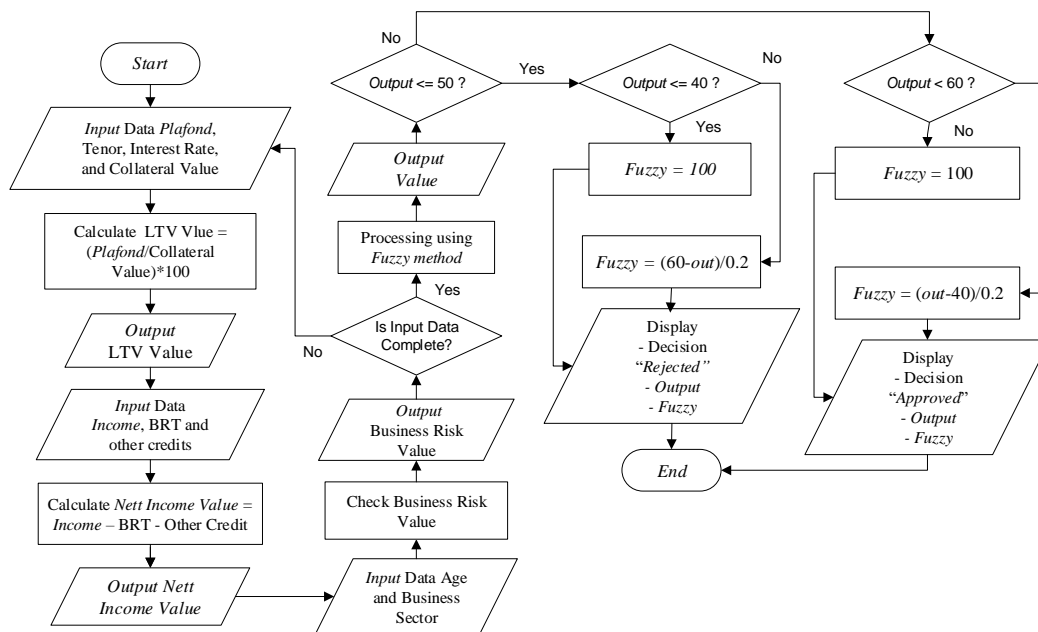 Start
Input Data Plafond,
Tenor, Interest Rate,
and Collateral Value
Calculate LTV Vlue =
(Plafond/Collateral
Value)*100
Output
LTV Value
Input Data
Income, BRT and
other credits
Calculate Nett Income Value =
Income – BRT - Other Credit
Output Nett
Income Value
Input Data Age
and Business
Sector
Check Business Risk
Value
Output
Business Risk
Value
Is Input Data
Complete?
No
Yes
Processing using
Fuzzy method
Output
Value
Output <= 50 ?
No
Yes
Output <= 40 ?
No
Yes
Fuzzy = 100
Fuzzy = (60-out)/0.2
Display
- Decision
“Rejected”
- Output
- Fuzzy
End
Output < 60 ?
No
Fuzzy = 100
Fuzzy = (out-40)/0.2
Display
- Decision
“Approved”
- Output
- Fuzzy